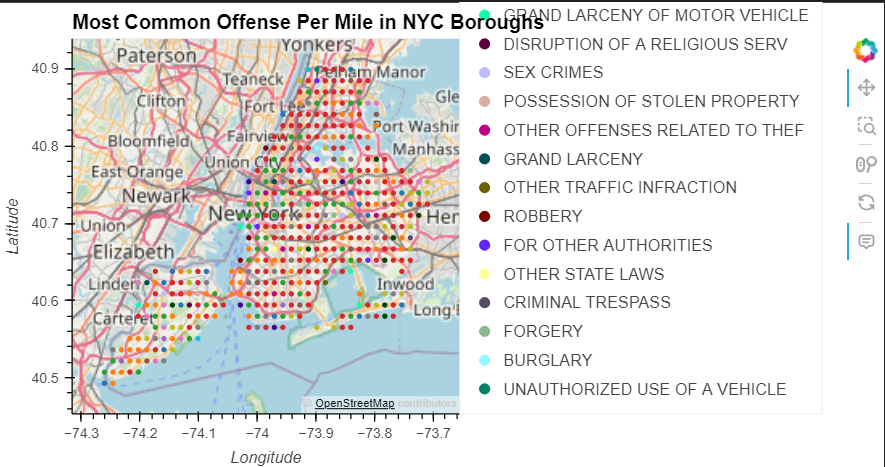 Most Common Offense Per Mile in NYC Boroughs
GRAND LARCENY OF MOTOR VEHICLE
DISRUPTION OF A RELIGIOUS SERV
SEX CRIMES
POSSESSION OF STOLEN PROPERTY
OTHER OFFENSES RELATED TO THEF
GRAND LARCENY
OTHER TRAFFIC INFRACTION
ROBBERY
FOR OTHER AUTHORITIES
OTHER STATE LAWS
CRIMINAL TRESPASS
FORGERY
BURGLARY
UNAUTHORIZED USE OF A VEHICLE
Latitude
40.9
40.8
40.7
40.6
40.5
Yonkers
Paterson
Teaneck
Pelham Manor
Clifton
Fort Lee
Gle
Bloomfield
Fairview
Port Washin
Manhass
East Orange
Union City
Newark
New York
Hem
Union
Elizabeth
Linden
Inwood
Carteret
Long B
© OpenStreetMap contributors
−74.3 −74.2 −74.1 −74 −73.9 −73.8 −73.7
Longitude